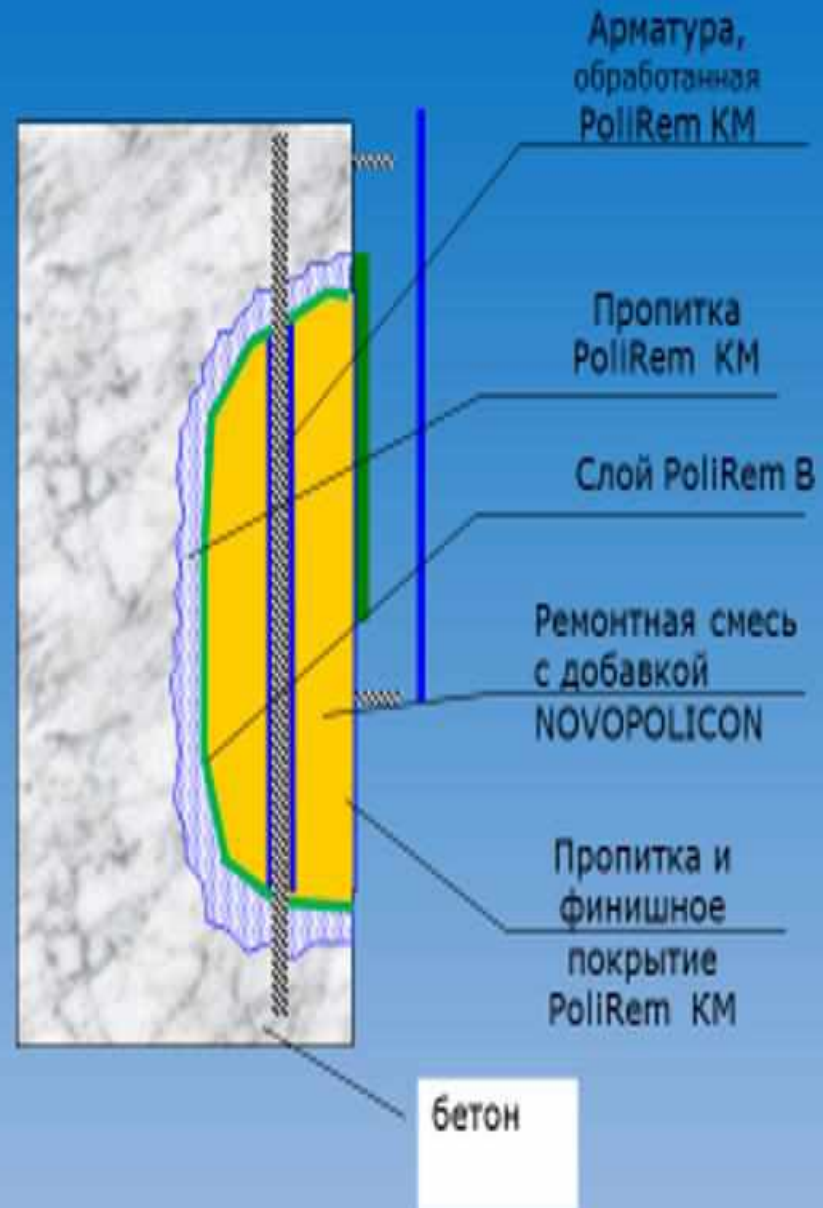 Арматура,
обработанная
PoliRem KM
Пропитка
PoliRem KM
Слой PoliRem B
Ремонтная смесь
с добавкой
NOVOPOLICON
Пропитка и
финишное
покрытие
PoliRem KM
бетон